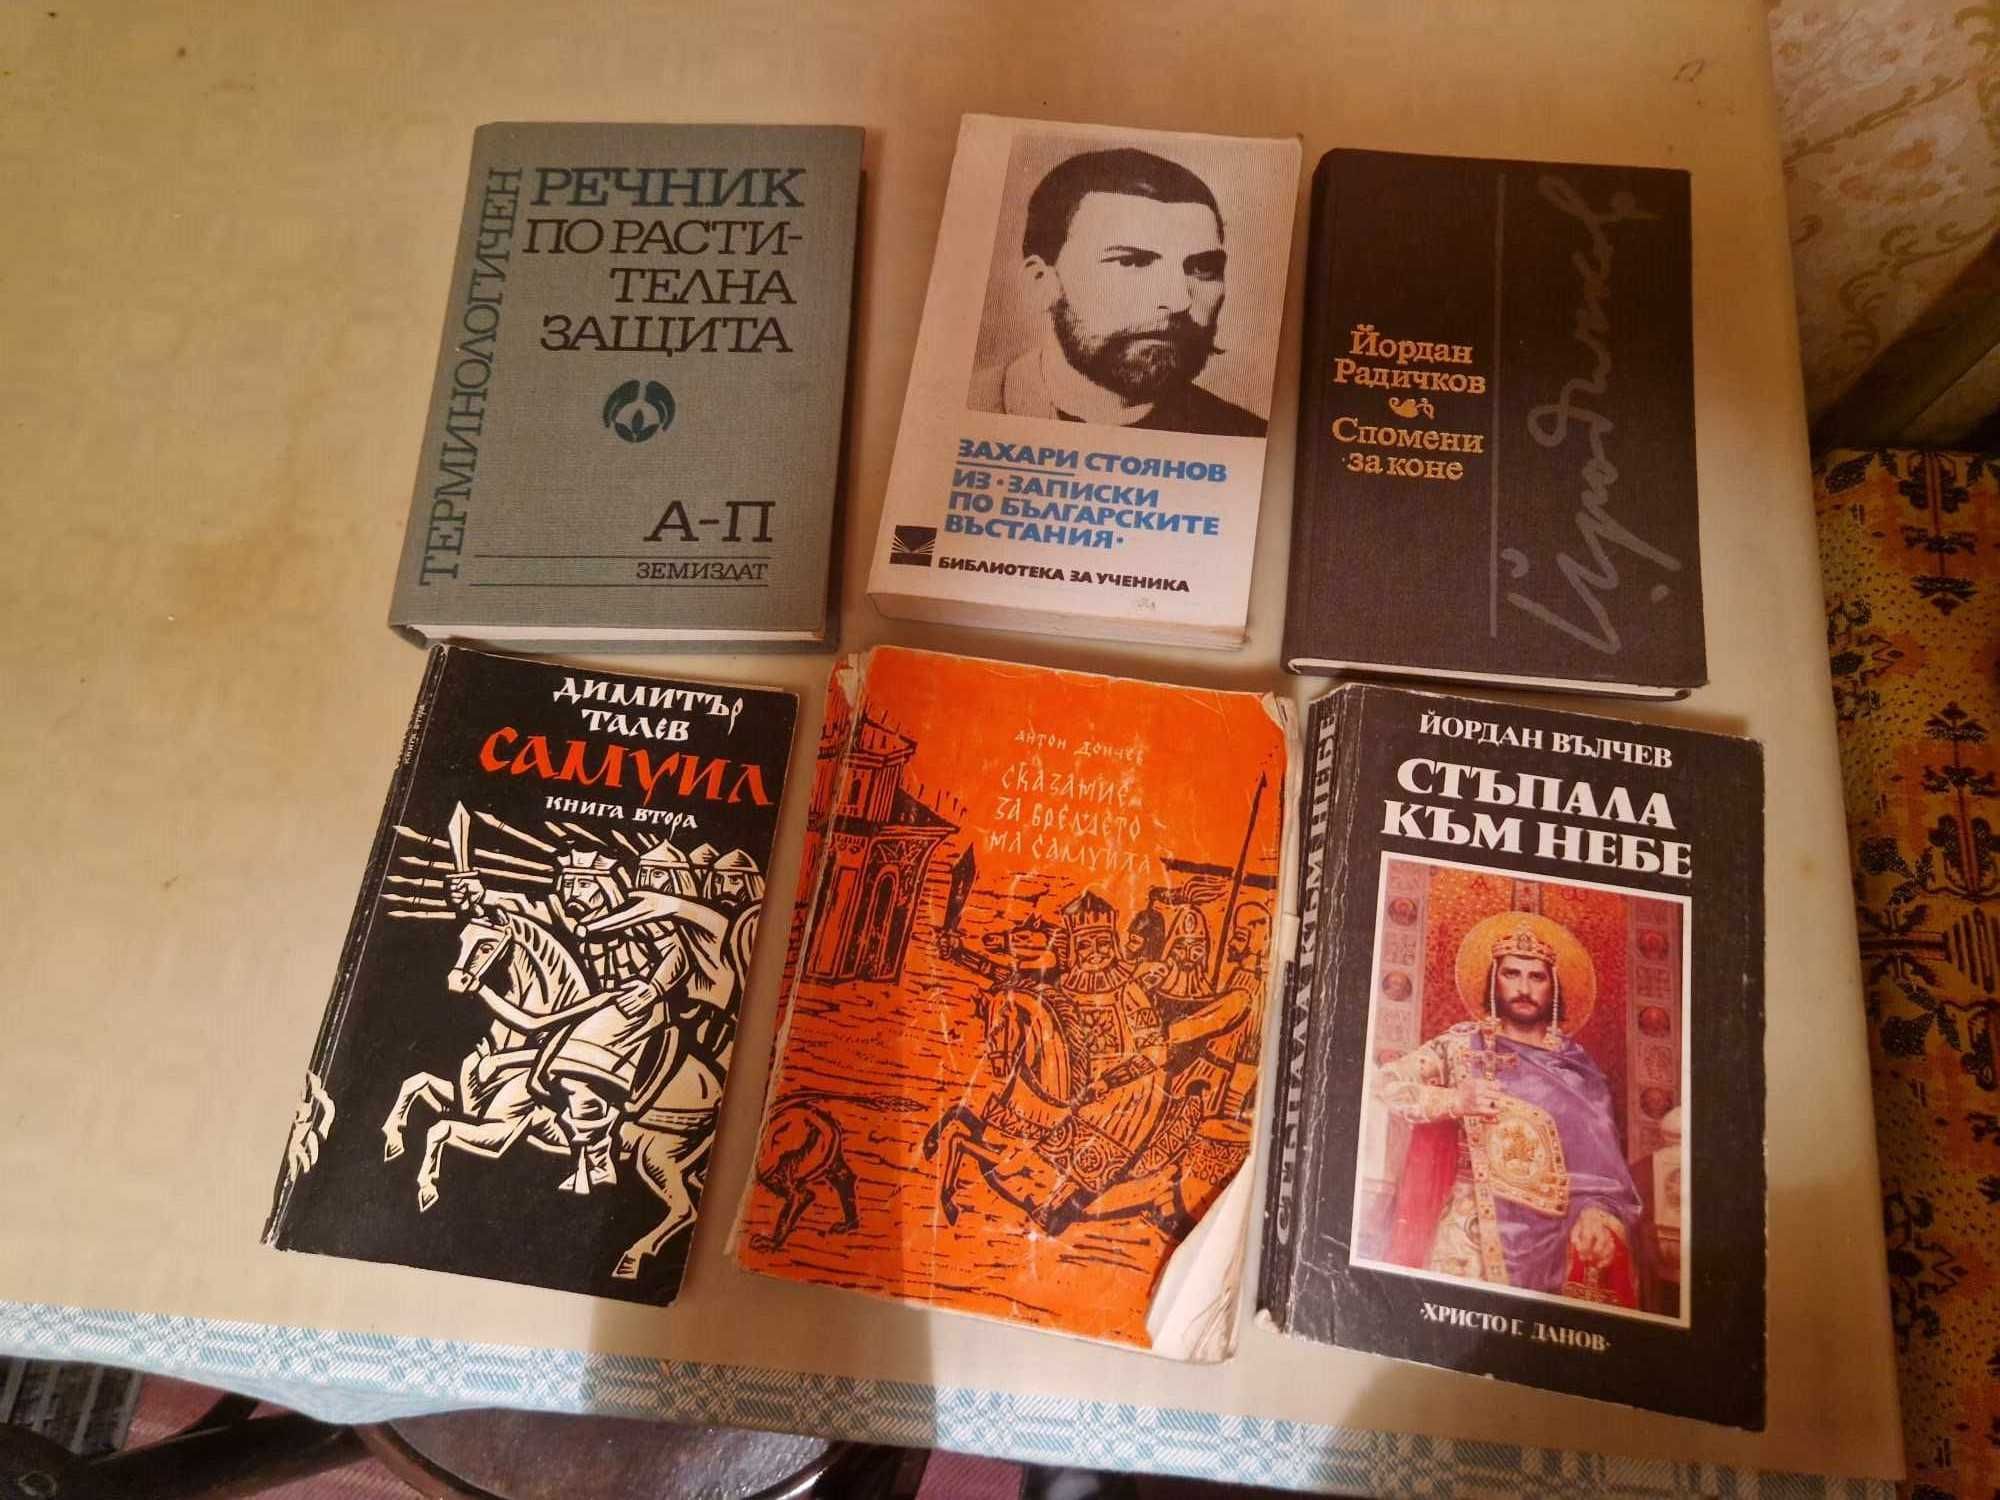 ТЕРМИНОЛОГИЧЕН
РЕЧНИК
ПО РАСТИ-
ТЕЛНА
ЗАЩИТА
А-П
ЗЕМИЗДАТ
ЗАХАРИ СТОЯНОВ
ИЗ "ЗАПИСКИ
ПО БЪЛГАРСКИТЕ
ВЪСТАНИЯ"
БИБЛИОТЕКА ЗА УЧЕНИКА
Йордан
Радичков
Спомени
за коне
Й.Радичков
ДИМИТЪР
ТАЛЕВ
САМУИЛ
КНИГА ВТОРА
АНТОН ДОНЧЕВ
СКАЗАНИЕ
ЗА ВРЕМЕТО
НА САМУИЛА
СТЪПАЛА КЪМ НЕБЕ
ЙОРДАН ВЪЛЧЕВ
СТЪПАЛА
КЪМ НЕБЕ
·ХРИСТО Г. ДАНОВ·